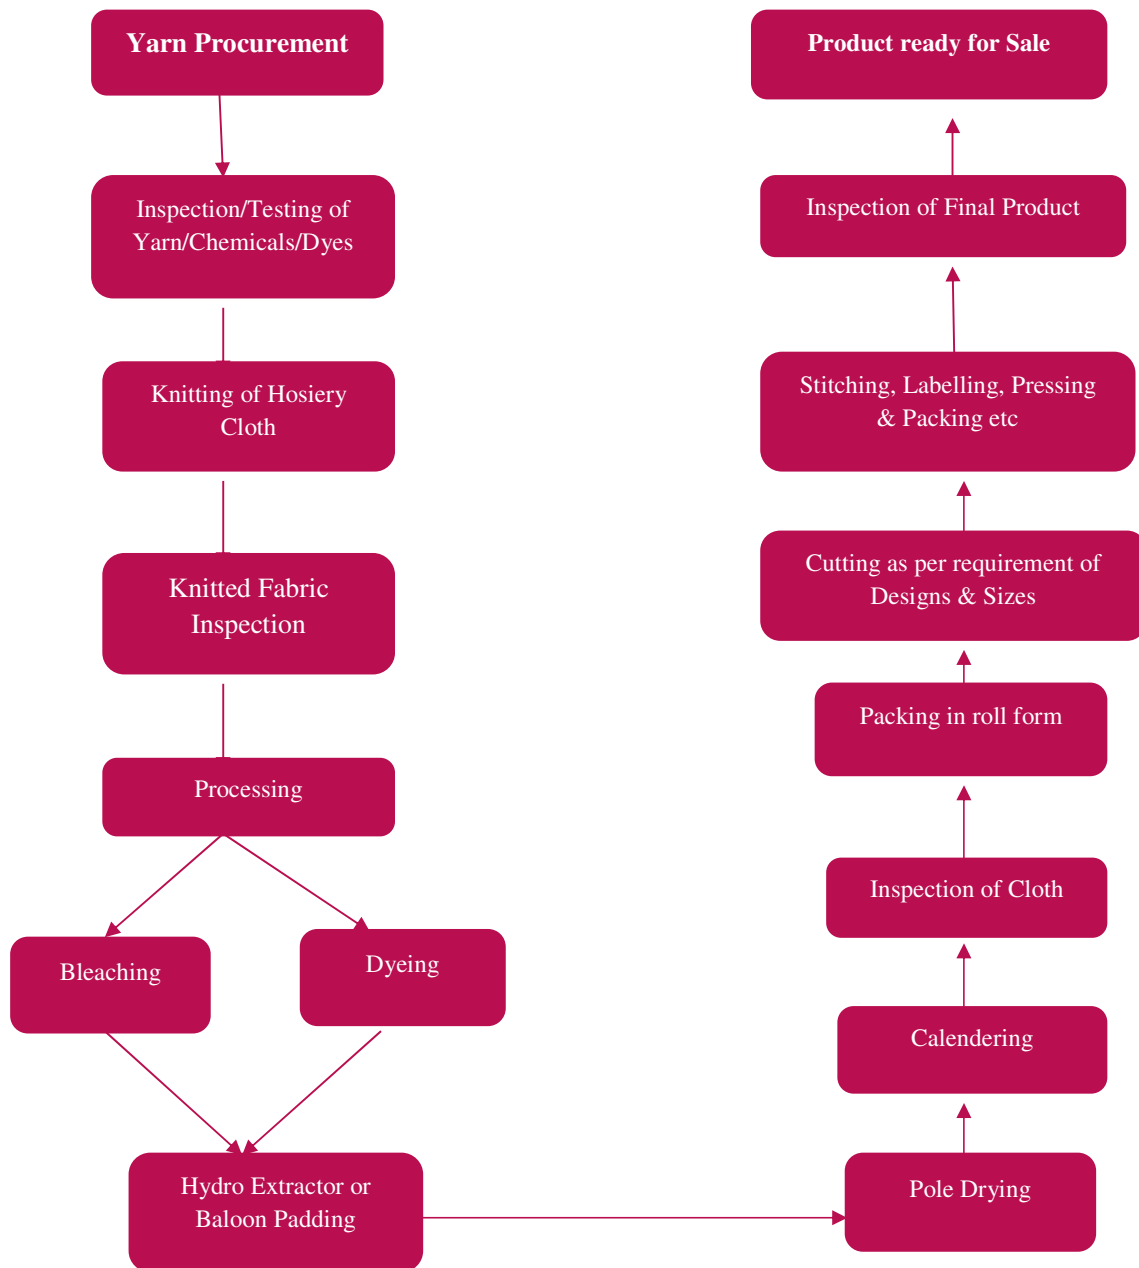 Yarn Procurement
Inspection/Testing of
Yarn/Chemicals/Dyes
Knitting of Hosiery
Cloth
Knitted Fabric
Inspection
Processing
Bleaching
Dyeing
Hydro Extractor or
Baloon Padding
Pole Drying
Calendering
Inspection of Cloth
Packing in roll form
Cutting as per requirement of
Designs & Sizes
Stitching, Labelling, Pressing
& Packing etc
Inspection of Final Product
Product ready for Sale